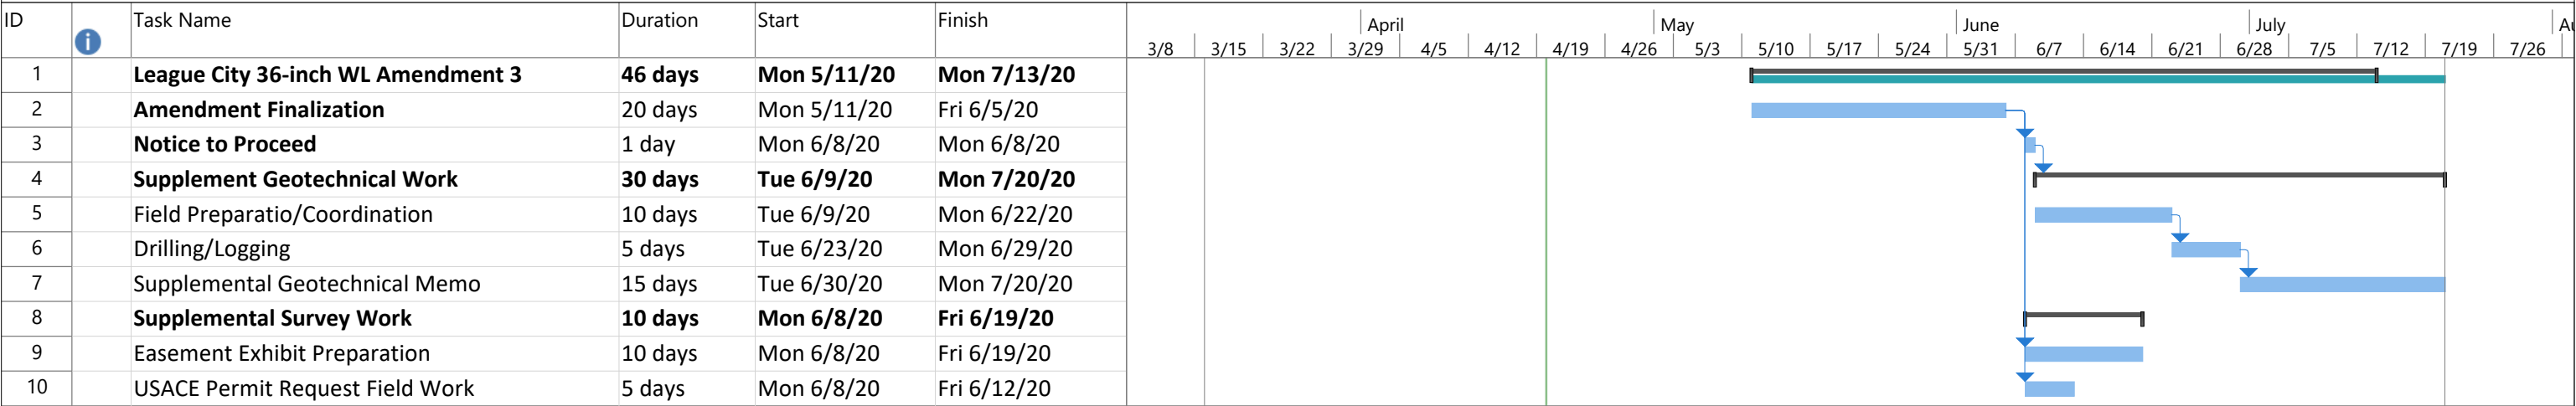 ID Task Name Duration Start Finish April May June July Au
i 3/8 3/15 3/22 3/29 4/5 4/12 4/19 4/26 5/3 5/10 5/17 5/24 5/31 6/7 6/14 6/21 6/28 7/5 7/12 7/19 7/26
1 League City 36-inch WL Amendment 3 46 days Mon 5/11/20 Mon 7/13/20
2 Amendment Finalization 20 days Mon 5/11/20 Fri 6/5/20
3 Notice to Proceed 1 day Mon 6/8/20 Mon 6/8/20
4 Supplement Geotechnical Work 30 days Tue 6/9/20 Mon 7/20/20
5 Field Preparatio/Coordination 10 days Tue 6/9/20 Mon 6/22/20
6 Drilling/Logging 5 days Tue 6/23/20 Mon 6/29/20
7 Supplemental Geotechnical Memo 15 days Tue 6/30/20 Mon 7/20/20
8 Supplemental Survey Work 10 days Mon 6/8/20 Fri 6/19/20
9 Easement Exhibit Preparation 10 days Mon 6/8/20 Fri 6/19/20
10 USACE Permit Request Field Work 5 days Mon 6/8/20 Fri 6/12/20